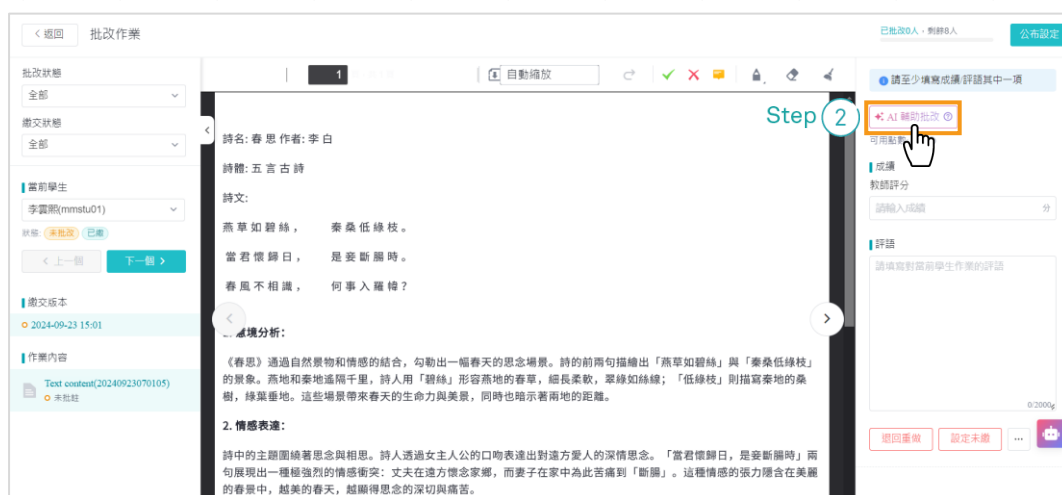 < 返回 批改作業
已批改0人，剩餘8人
公布設定
批改狀態
全部
繳交狀態
全部
當前學生
李雲熙(mmstu01)
狀態: 未批改 已繳
< 上一個 下一個 >
繳交版本
2024-09-23 15:01
作業內容
Text content(20240923070105)
未批註
1
自動縮放
Step 2
詩名: 春 思 作者: 李 白
詩體: 五 言 古 詩
詩文:
燕 草 如 碧 絲 ， 秦 桑 低 綠 枝 。
當 君 懷 歸 日 ， 是 妾 斷 腸 時 。
春 風 不 相 識 ， 何 事 入 羅 幃 ?
意境分析:
《春思》通過自然景物和情感的結合，勾勒出一幅春天的思念場景。詩的前兩句描繪出「燕草如碧絲」與「秦桑低綠枝」
的景象。燕地和秦地遙隔千里，詩人用「碧絲」形容燕地的春草，細長柔軟，翠綠如絲線；「低綠枝」則描寫秦地的桑
樹，綠葉垂地。這些場景帶來春天的生命力與美景，同時也暗示著兩地的距離。
2. 情感表達:
詩中的主題圍繞著思念與相思。詩人透過女主人公的口吻表達出對遠方愛人的深情思念。「當君懷歸日，是妾斷腸時」兩
句展現出一種極強烈的情感衝突：丈夫在遠方懷念家鄉，而妻子在家中為此苦痛到「斷腸」。這種情感的張力隱含在美麗
的春景中，越美的春天，越顯得思念的深切與痛苦。
請至少填寫成績/評語其中一項
AI 輔助批改
可用點數
成績
教師評分
請輸入成績 分
評語
請填寫對當前學生作業的評語
0/2000
退回重做 設定未繳 ...